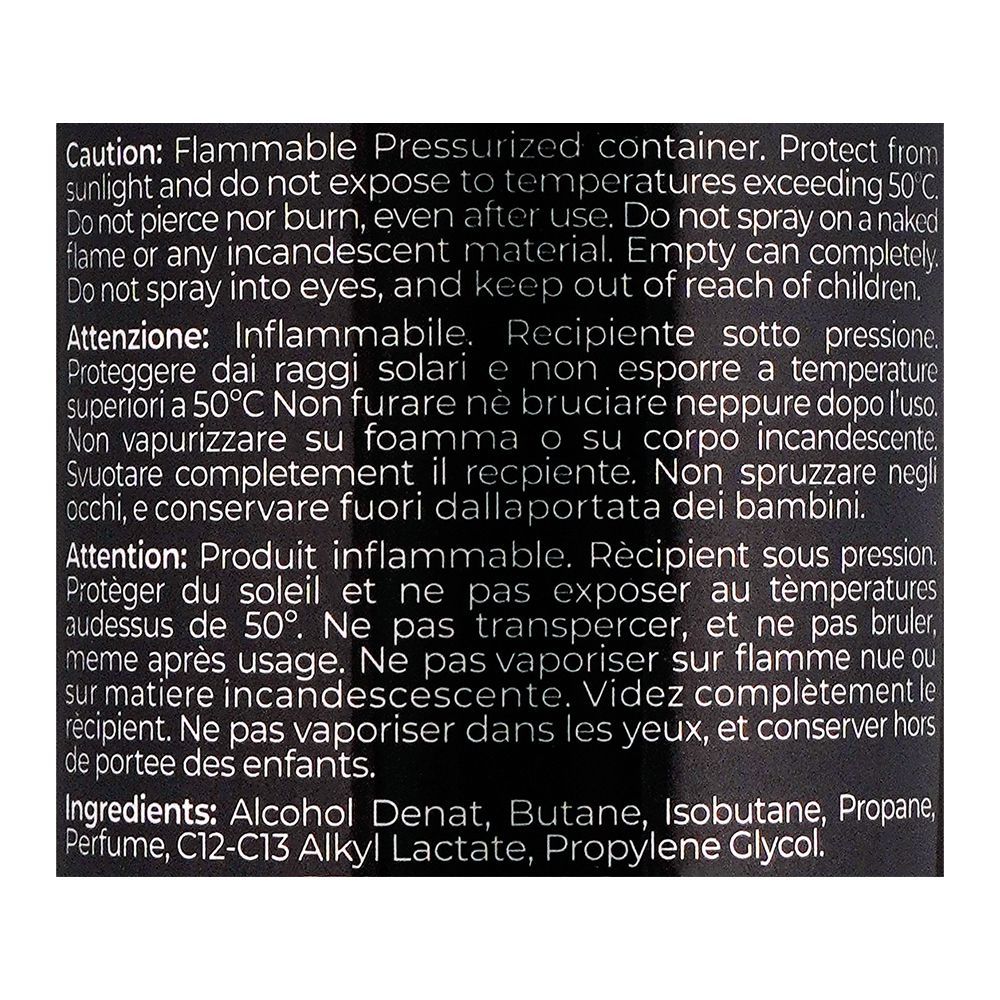 Caution: Flammable Pressurized container. Protect from
sunlight and do not expose to temperatures exceeding 50°C.
Do not pierce nor burn, even after use. Do not spray on a naked
flame or any incandescent material. Empty can completely.
Do not spray into eyes, and keep out of reach of children.
Attenzione: Inflammabile. Recipiente sotto pressione.
Proteggere dai raggi solari e non esporre a temperature
superiori a 50°C Non furare nè bruciare neppure dopo l'uso.
Non vapurizzare su foamma o su corpo incandescente.
Svuotare completement il recpiente. Non spruzzare negli
occhi, e conservare fuori dallaportata dei bambini.
Attention: Produit inflammable. Rècipient sous pression.
Protèger du soleil et ne pas exposer au tèmperatures
audessus de 50°. Ne pas transpercer, et ne pas bruler,
meme après usage. Ne pas vaporiser sur flamme nue ou
sur matiere incandescescente. Videz complètement le
rècipient. Ne pas vaporiser dans les yeux, et conserver hors
de portee des enfants.
Ingredients: Alcohol Denat, Butane, Isobutane, Propane,
Perfume, C12-C13 Alkyl Lactate, Propylene Glycol.